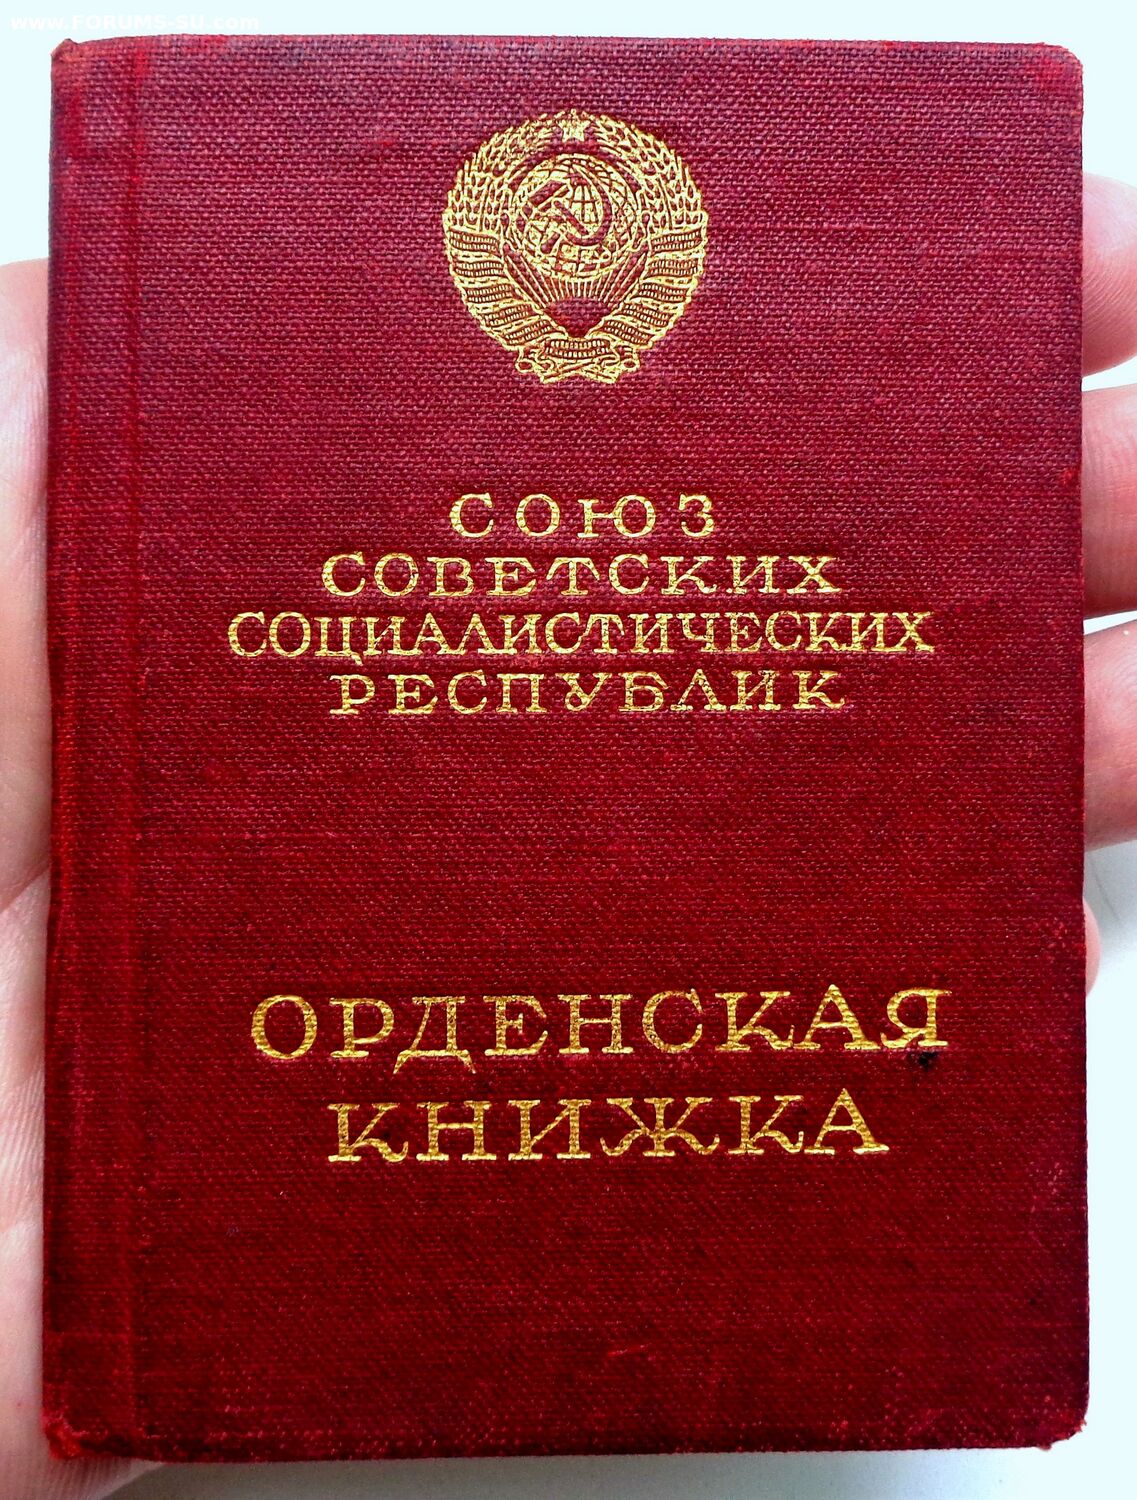 www.FORUMS-SU.com
СОЮЗ
СОВЕТСКИХ
СОЦИАЛИСТИЧЕСКИХ
РЕСПУБЛИК
ОРДЕНСКАЯ
КНИЖКА